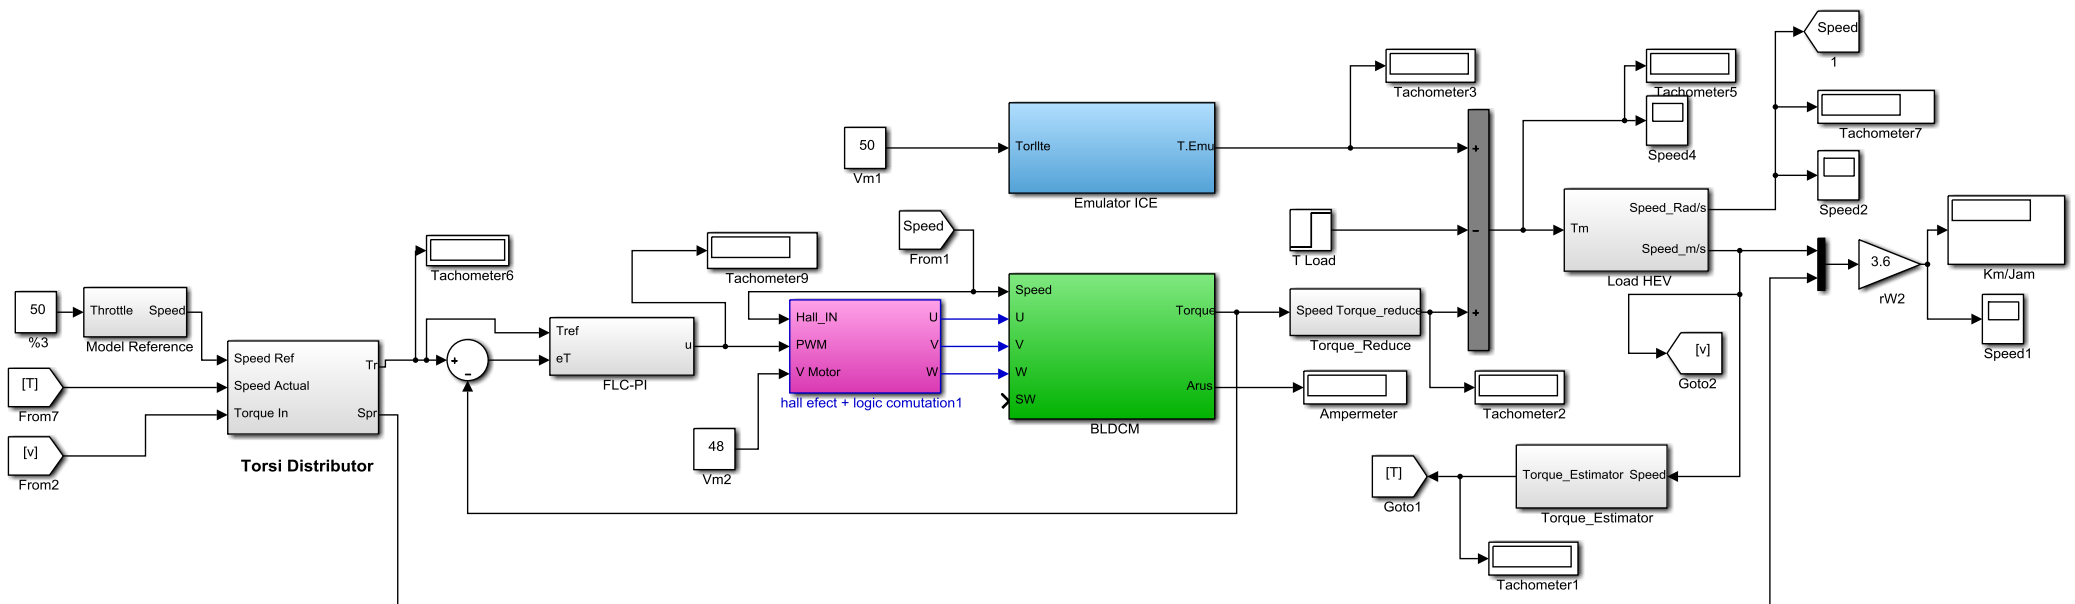 Speed
1
Tachometer3
Tachometer5
Tachometer7
Speed4
50
Vm1
TorIIte
T.Emu
Emulator ICE
+
−
+
Speed_Rad/s
Tm
Speed_m/s
Load HEV
Speed2
Speed
From1
T Load
3.6
rW2
Km/Jam
Speed1
Tachometer6
Tachometer9
50
%3
Throttle Speed
Model Reference
Speed Ref
Tr
Speed Actual
Torque In
Spr
Torsi Distributor
[T]
From7
[v]
From2
+
−
Tref
eT
u
FLC-PI
Hall_IN U
PWM V
V Motor W
hall efect + logic comutation1
48
Vm2
Speed
Torque
U
V
W
Arus
SW
BLDCM
Speed Torque_reduce
Torque_Reduce
Ampermeter
Tachometer2
[v]
Goto2
[T]
Goto1
Torque_Estimator Speed
Torque_Estimator
Tachometer1